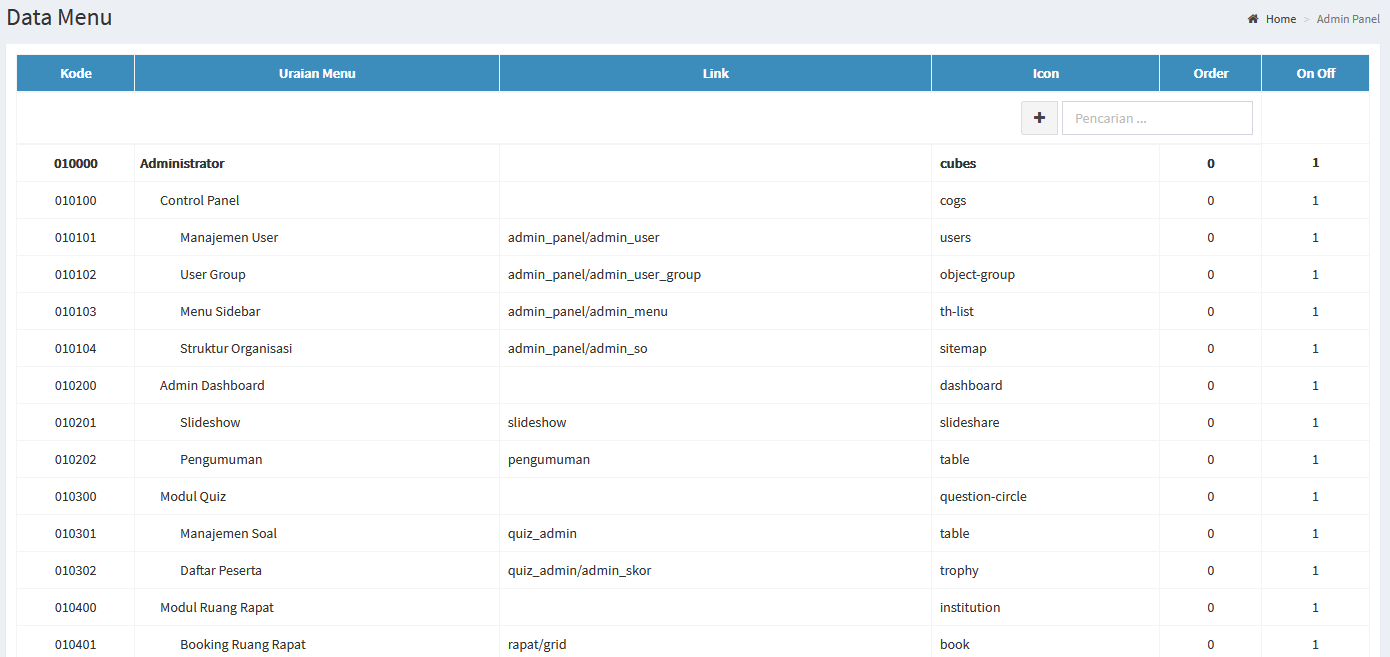 Data Menu
Home > Admin Panel
Kode Uraian Menu Link Icon Order On Off
Pencarian ...
010000 Administrator cubes 0 1
010100 Control Panel cogs 0 1
010101 Manajemen User admin_panel/admin_user users 0 1
010102 User Group admin_panel/admin_user_group object-group 0 1
010103 Menu Sidebar admin_panel/admin_menu th-list 0 1
010104 Struktur Organisasi admin_panel/admin_so sitemap 0 1
010200 Admin Dashboard dashboard 0 1
010201 Slideshow slideshow slideshare 0 1
010202 Pengumuman pengumuman table 0 1
010300 Modul Quiz question-circle 0 1
010301 Manajemen Soal quiz_admin table 0 1
010302 Daftar Peserta quiz_admin/admin_skor trophy 0 1
010400 Modul Ruang Rapat institution 0 1
010401 Booking Ruang Rapat rapat/grid book 0 1